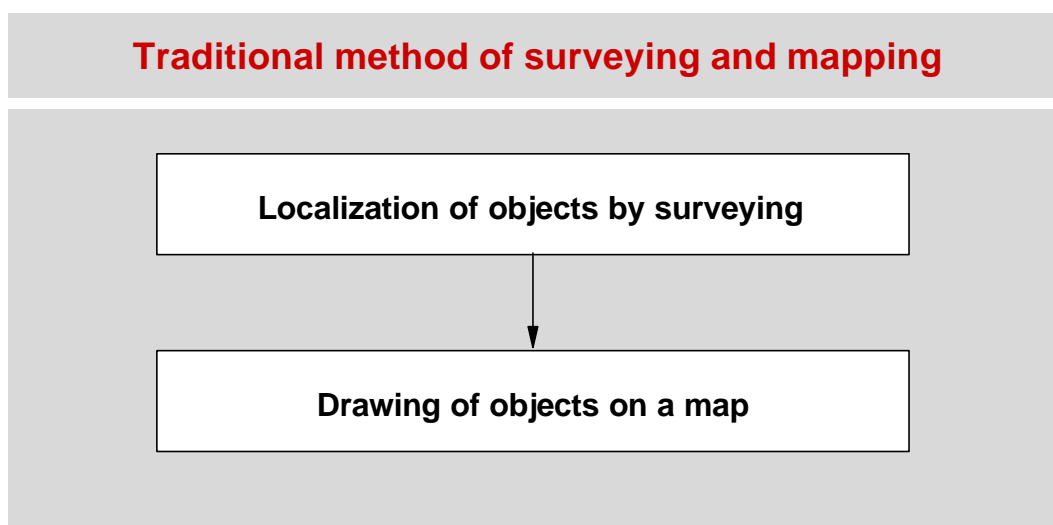 Traditional method of surveying and mapping
Localization of objects by surveying
Drawing of objects on a map